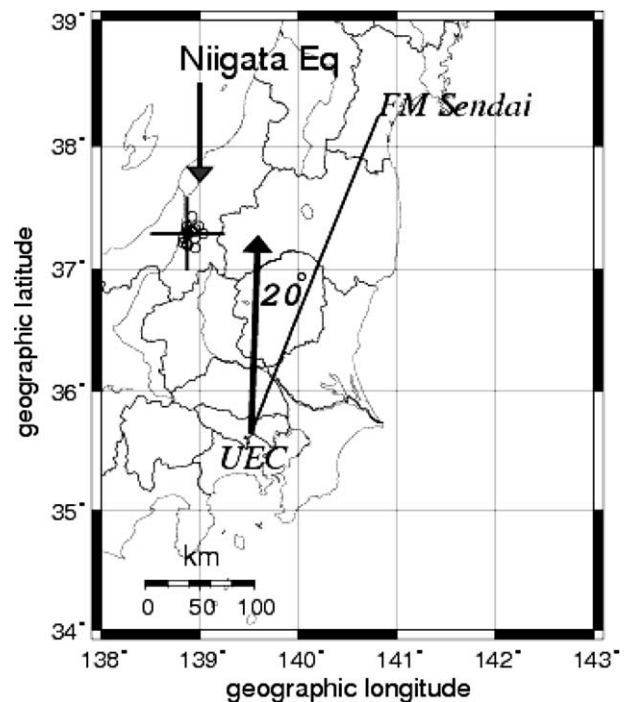 39°
Niigata Eq
FM Sendai
38°
37°
20°
36°
UEC
35°
km
0 50 100
34°
138° 139° 140° 141° 142° 143°
geographic longitude
geographic latitude